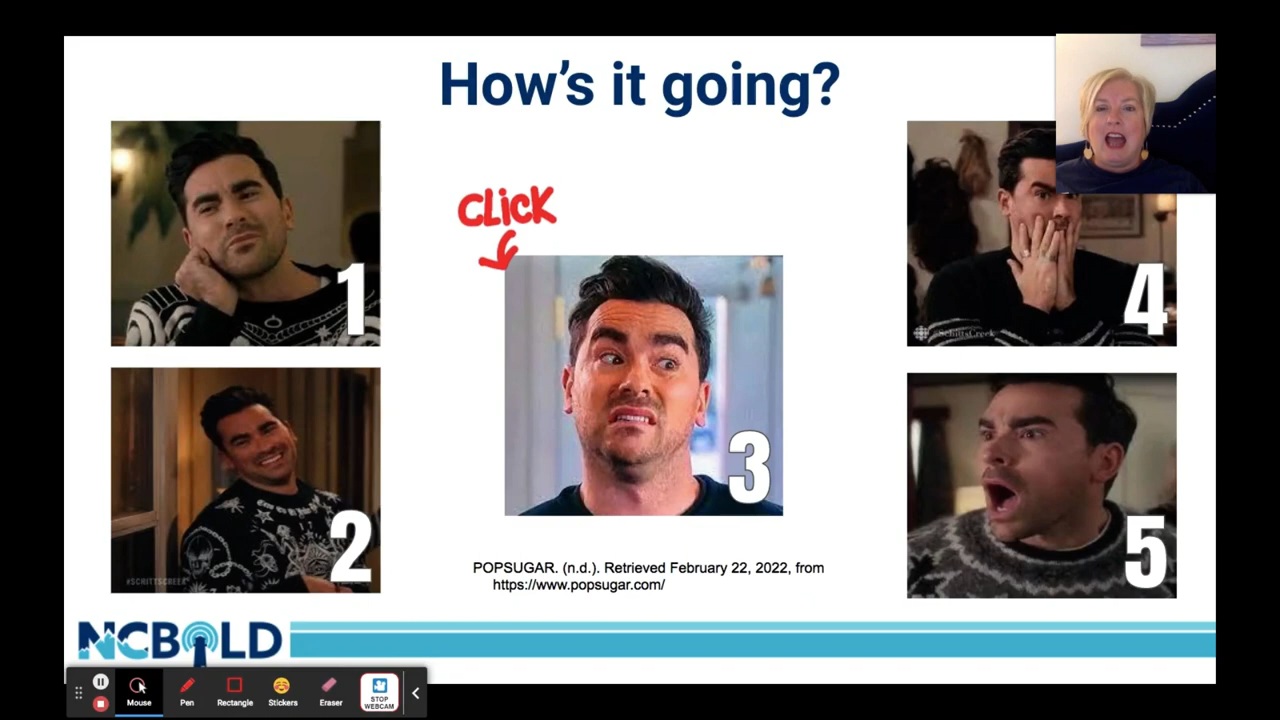 How's it going?
CLICK
1
2
3
4
#SchittsCreek
5
#SCHITTSCREEK
POPSUGAR. (n.d.). Retrieved February 22, 2022, from
https://www.popsugar.com/
NCBOLD
Mouse
Pen
Rectangle
Stickers
Eraser
STOP
WEBCAM